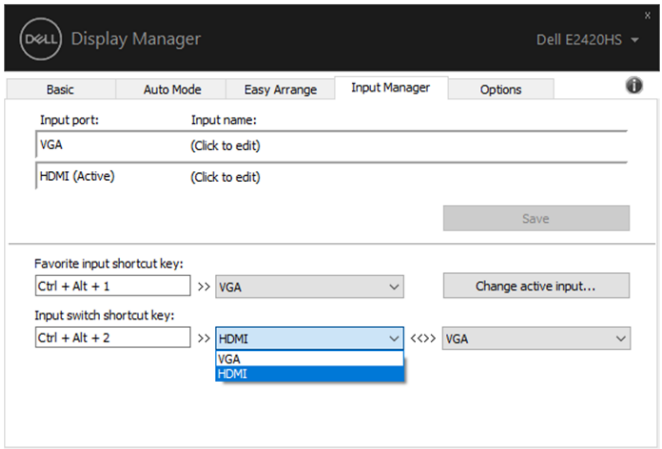 x
DELL Display Manager Dell E2420HS
Basic Auto Mode Easy Arrange Input Manager Options i
Input port: Input name:
VGA (Click to edit)
HDMI (Active) (Click to edit)
Save
Favorite input shortcut key:
Ctrl + Alt + 1 >> VGA Change active input...
Input switch shortcut key:
Ctrl + Alt + 2 >> HDMI <<>> VGA
VGA
HDMI